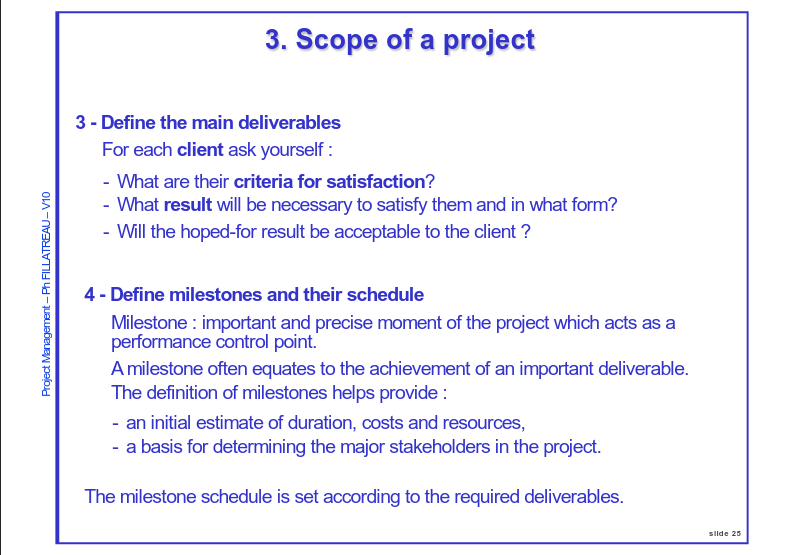 3. Scope of a project
3 - Define the main deliverables
For each client ask yourself :
- What are their criteria for satisfaction?
- What result will be necessary to satisfy them and in what form?
- Will the hoped-for result be acceptable to the client ?
4 - Define milestones and their schedule
Milestone : important and precise moment of the project which acts as a
performance control point.
A milestone often equates to the achievement of an important deliverable.
The definition of milestones helps provide :
- an initial estimate of duration, costs and resources,
- a basis for determining the major stakeholders in the project.
The milestone schedule is set according to the required deliverables.
Project Management – Ph FILLATREAU – V10
slide 25